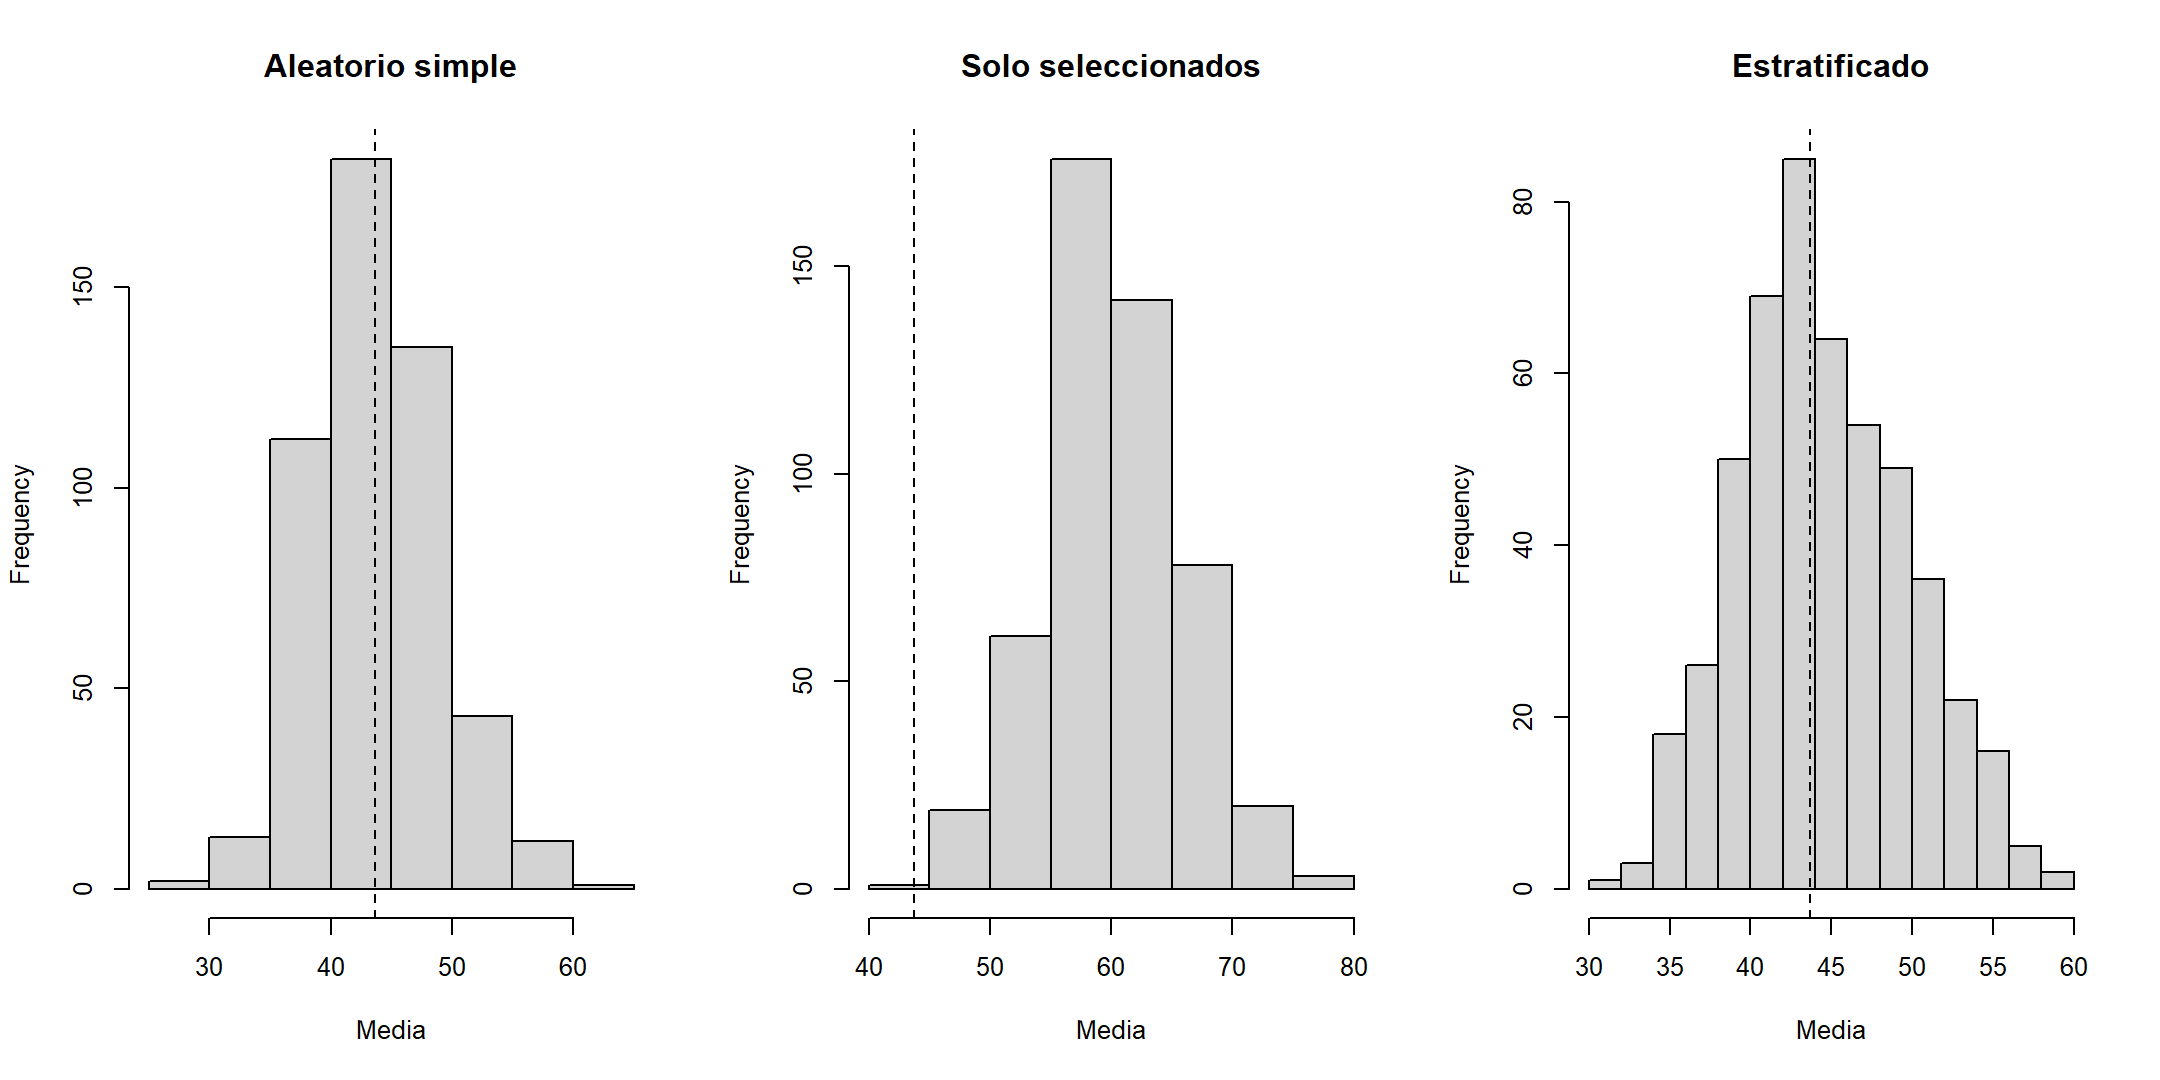 Aleatorio simple
Frequency
150
100
50
0
30 40 50 60
Media
Solo seleccionados
Frequency
150
100
50
0
40 50 60 70 80
Media
Estratificado
Frequency
80
60
40
20
0
30 35 40 45 50 55 60
Media